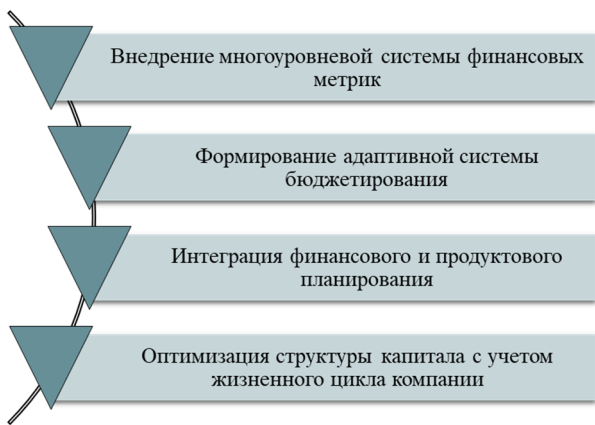 Внедрение многоуровневой системы финансовых
метрик
Формирование адаптивной системы
бюджетирования
Интеграция финансового и продуктового
планирования
Оптимизация структуры капитала с учетом
жизненного цикла компании